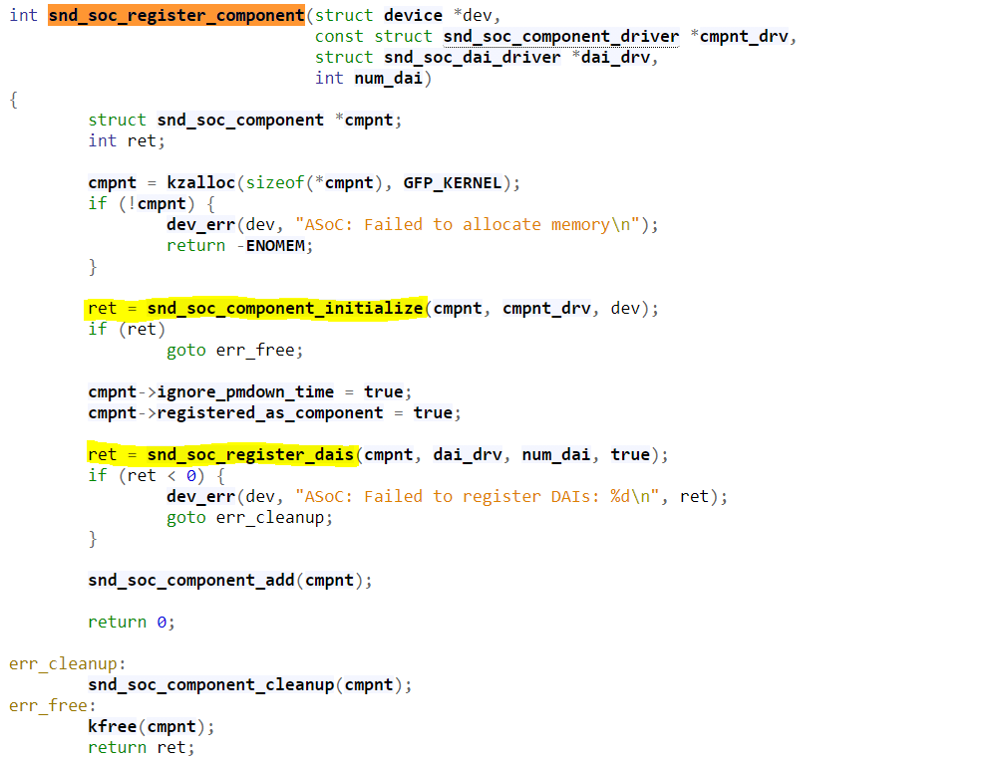 int snd_soc_register_component(struct device *dev,
const struct snd_soc_component_driver *cmpnt_drv,
struct snd_soc_dai_driver *dai_drv,
int num_dai)
{
struct snd_soc_component *cmpnt;
int ret;
cmpnt = kzalloc(sizeof(*cmpnt), GFP_KERNEL);
if (!cmpnt) {
dev_err(dev, "ASoC: Failed to allocate memory\n");
return -ENOMEM;
}
ret = snd_soc_component_initialize(cmpnt, cmpnt_drv, dev);
if (ret)
goto err_free;
cmpnt->ignore_pmdown_time = true;
cmpnt->registered_as_component = true;
ret = snd_soc_register_dais(cmpnt, dai_drv, num_dai, true);
if (ret < 0) {
dev_err(dev, "ASoC: Failed to register DAIs: %d\n", ret);
goto err_cleanup;
}
snd_soc_component_add(cmpnt);
return 0;
err_cleanup:
snd_soc_component_cleanup(cmpnt);
err_free:
kfree(cmpnt);
return ret;